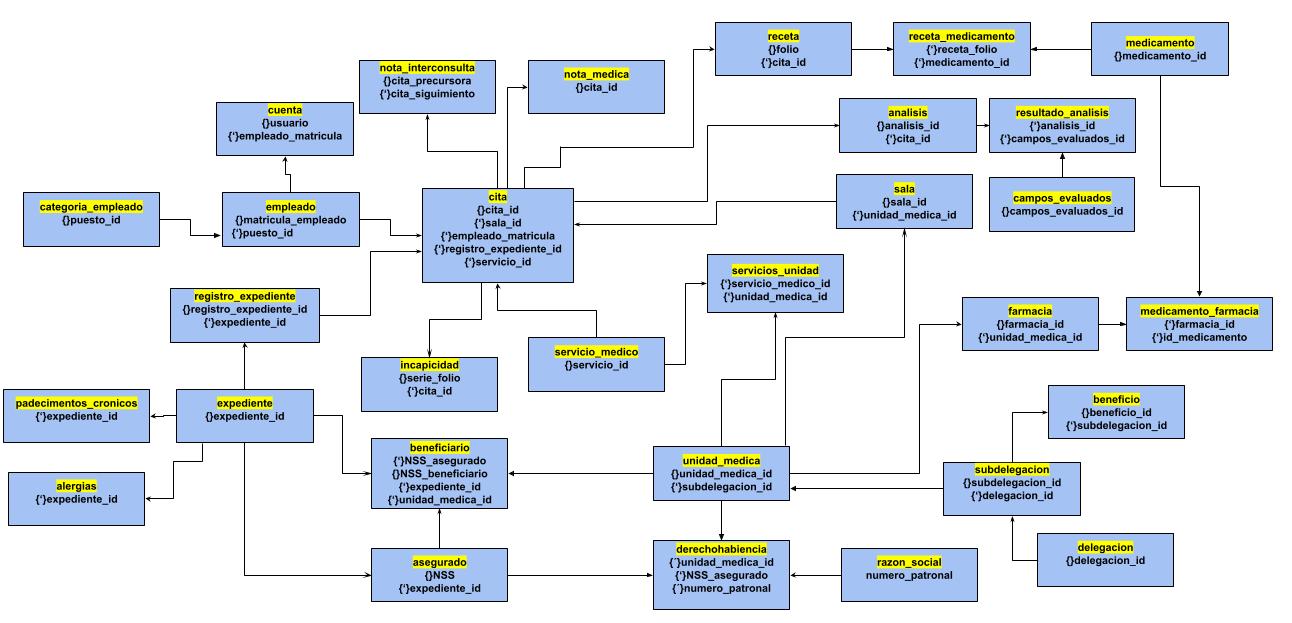 receta
{}folio
{‘}cita_id
receta_medicamento
{‘}receta_folio
{‘}medicamento_id
medicamento
{}medicamento_id
nota_interconsulta
{}cita_precursora
{‘}cita_siguimiento
nota_medica
{}cita_id
cuenta
{}usuario
{‘}empleado_matricula
analisis
{}analisis_id
{‘}cita_id
resultado_analisis
{‘}analisis_id
{‘}campos_evaluados_id
categoria_empleado
{}puesto_id
empleado
{}matricula_empleado
{‘}puesto_id
cita
{}cita_id
{‘}sala_id
{‘}empleado_matricula
{‘}registro_expediente_id
{‘}servicio_id
sala
{}sala_id
{‘}unidad_medica_id
campos_evaluados
{}campos_evaluados_id
servicios_unidad
{‘}servicio_medico_id
{‘}unidad_medica_id
registro_expediente
{}registro_expediente_id
{‘}expediente_id
farmacia
{}farmacia_id
{‘}unidad_medica_id
medicamento_farmacia
{‘}farmacia_id
{‘}id_medicamento
incapicidad
{}serie_folio
{‘}cita_id
servicio_medico
{}servicio_id
padecimentos_cronicos
{‘}expediente_id
expediente
{}expediente_id
beneficio
{}beneficio_id
{‘}subdelegacion_id
beneficiario
{‘}NSS_asegurado
{}NSS_beneficiario
{‘}expediente_id
{‘}unidad_medica_id
unidad_medica
{}unidad_medica_id
{‘}subdelegacion_id
subdelegacion
{}subdelegacion_id
{‘}delegacion_id
alergias
{‘}expediente_id
asegurado
{}NSS
{‘}expediente_id
derechohabiencia
{´}unidad_medica_id
{‘}NSS_asegurado
{´}numero_patronal
razon_social
numero_patronal
delegacion
{}delegacion_id